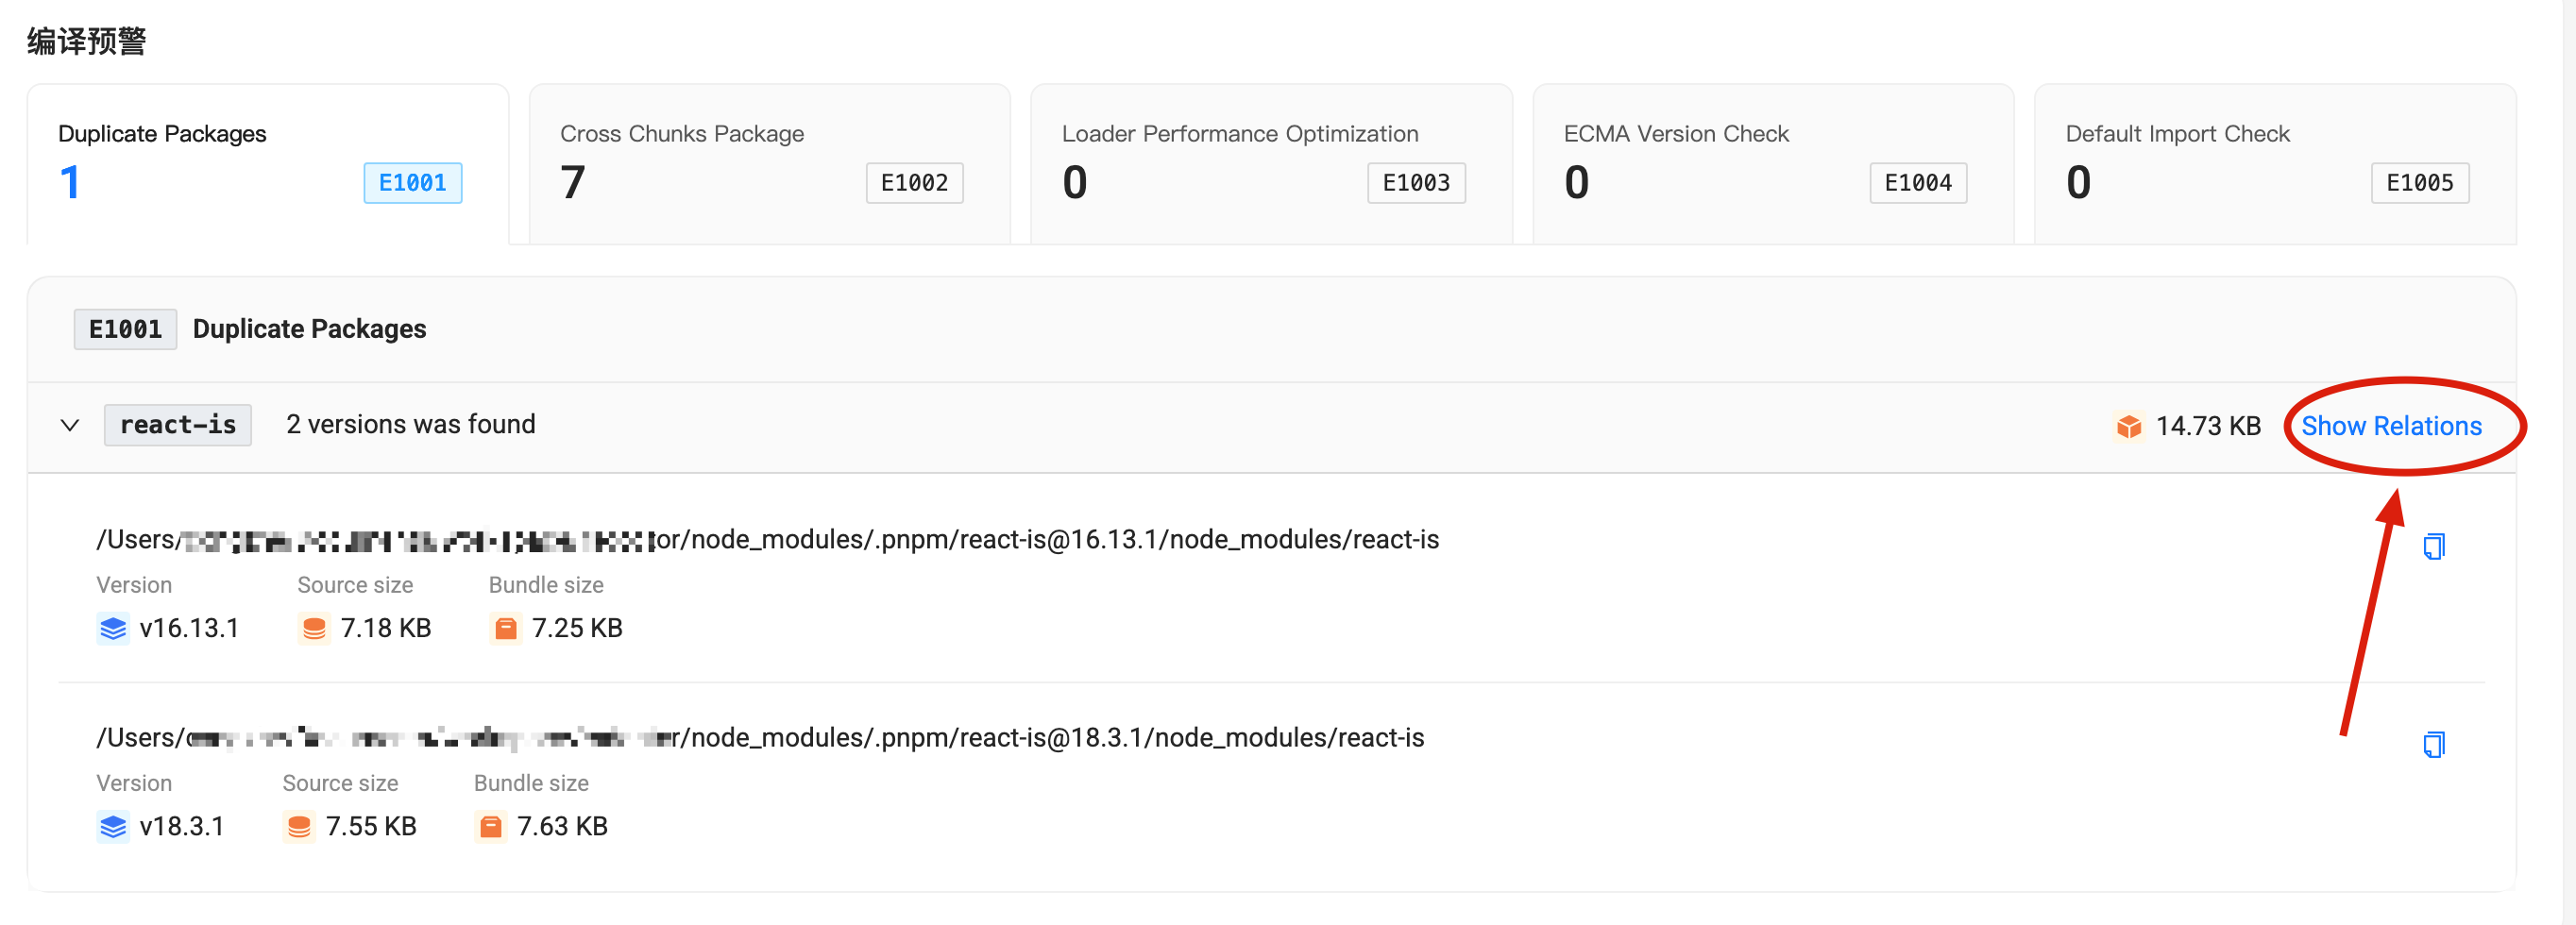 编译预警
Duplicate Packages
1 E1001
Cross Chunks Package
7 E1002
Loader Performance Optimization
0 E1003
ECMA Version Check
0 E1004
Default Import Check
0 E1005
E1001 Duplicate Packages
react-is 2 versions was found 14.73 KB Show Relations
/Users/ or/node_modules/.pnpm/react-is@16.13.1/node_modules/react-is
Version Source size Bundle size
v16.13.1 7.18 KB 7.25 KB
/Users/ r/node_modules/.pnpm/react-is@18.3.1/node_modules/react-is
Version Source size Bundle size
v18.3.1 7.55 KB 7.63 KB